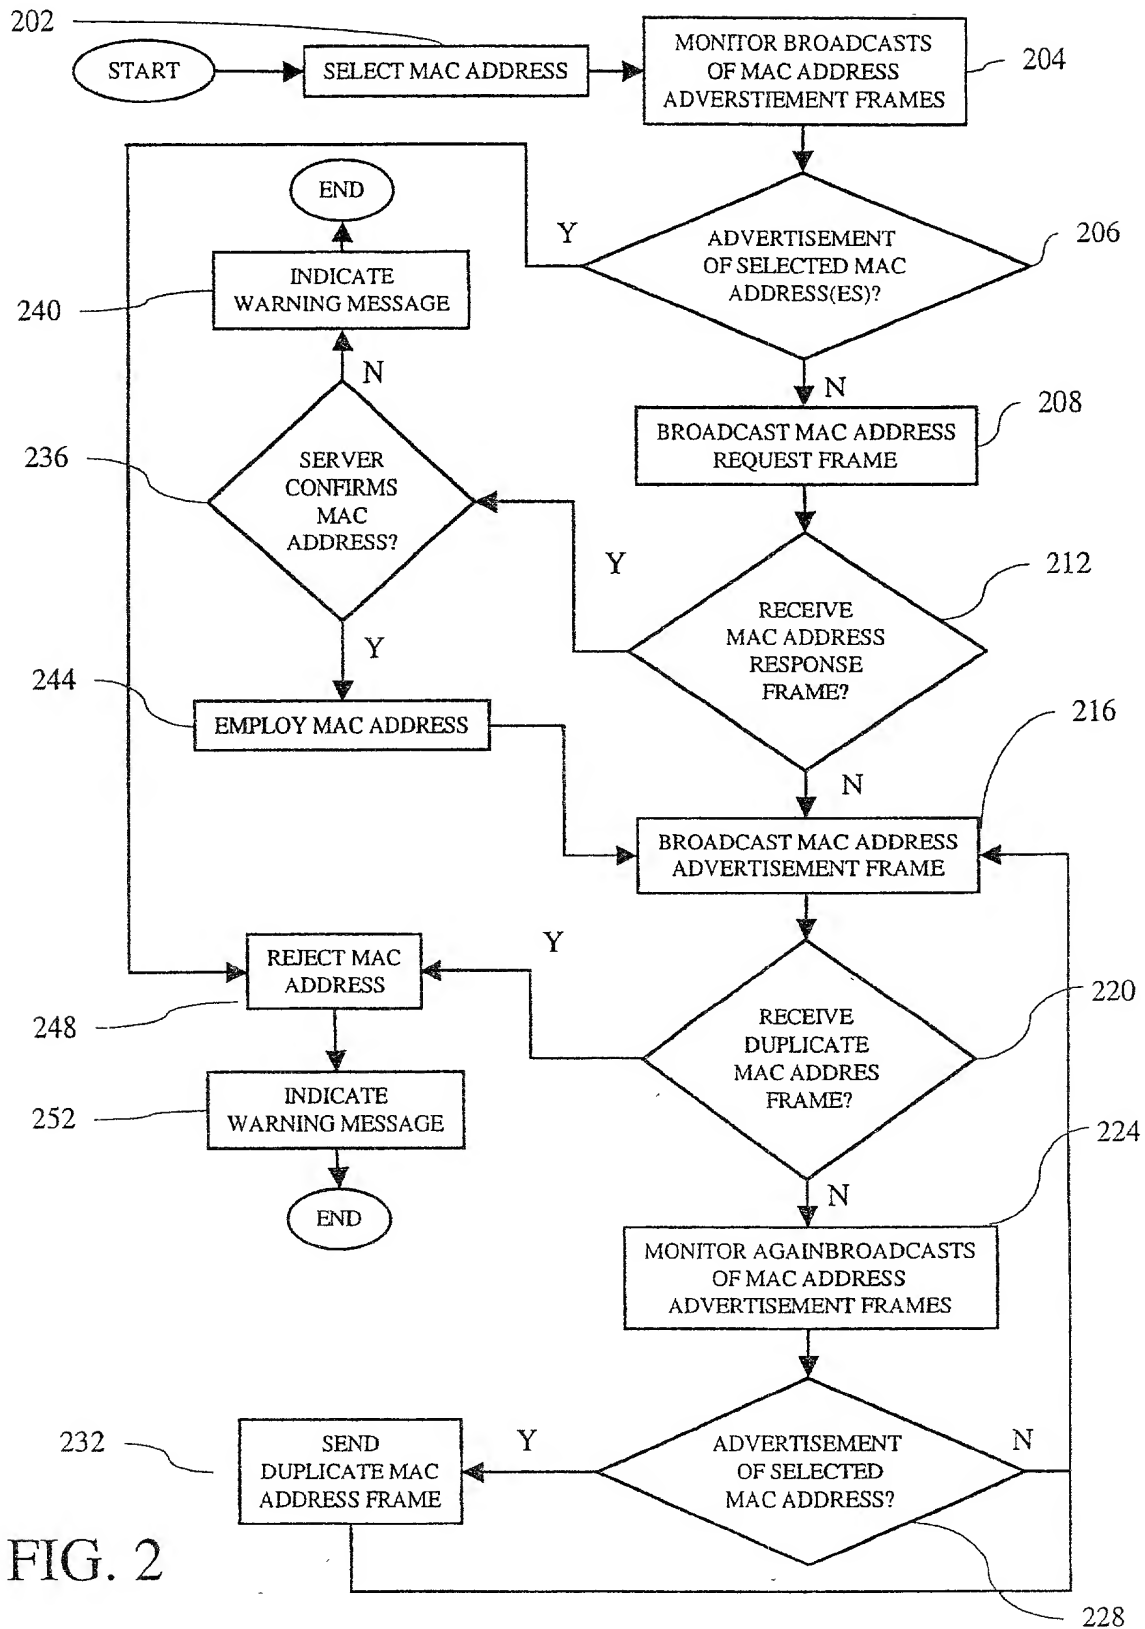 202
START
SELECT MAC ADDRESS
MONITOR BROADCASTS
OF MAC ADDRESS
ADVERSTIEMENT FRAMES
204
END
Y
ADVERTISEMENT
OF SELECTED MAC
ADDRESS(ES)?
206
INDICATE
WARNING MESSAGE
240
N
N
BROADCAST MAC ADDRESS
REQUEST FRAME
208
236
SERVER
CONFIRMS
MAC
ADDRESS?
Y
212
RECEIVE
MAC ADDRESS
RESPONSE
FRAME?
Y
244
EMPLOY MAC ADDRESS
216
N
BROADCAST MAC ADDRESS
ADVERTISEMENT FRAME
REJECT MAC
ADDRESS
Y
248
RECEIVE
DUPLICATE
MAC ADDRES
FRAME?
220
INDICATE
WARNING MESSAGE
252
224
N
END
MONITOR AGAINBROADCASTS
OF MAC ADDRESS
ADVERTISEMENT FRAMES
232
SEND
DUPLICATE MAC
ADDRESS FRAME
Y
ADVERTISEMENT
OF SELECTED
MAC ADDRESS?
N
FIG. 2
228